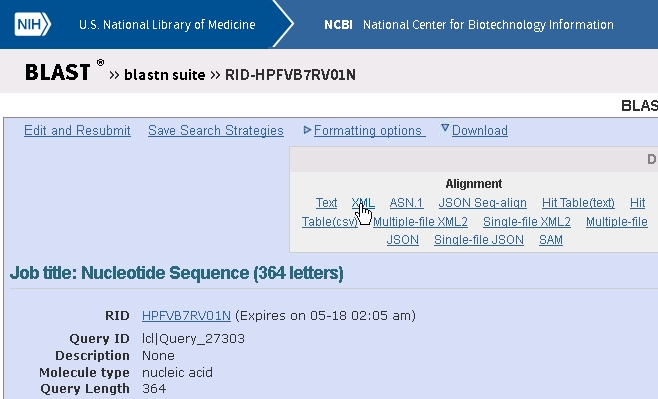 NIH U.S. National Library of Medicine NCBI National Center for Biotechnology Information
BLAST ® » blastn suite » RID-HPFVB7RV01N
BLAS
Edit and Resubmit Save Search Strategies Formatting options Download
D
Alignment
Text XML ASN.1 JSON Seq-align Hit Table(text) Hit
Table(csv) Multiple-file XML2 Single-file XML2 Multiple-file
JSON Single-file JSON SAM
Job title: Nucleotide Sequence (364 letters)
RID HPFVB7RV01N (Expires on 05-18 02:05 am)
Query ID lcl|Query_27303
Description None
Molecule type nucleic acid
Query Length 364